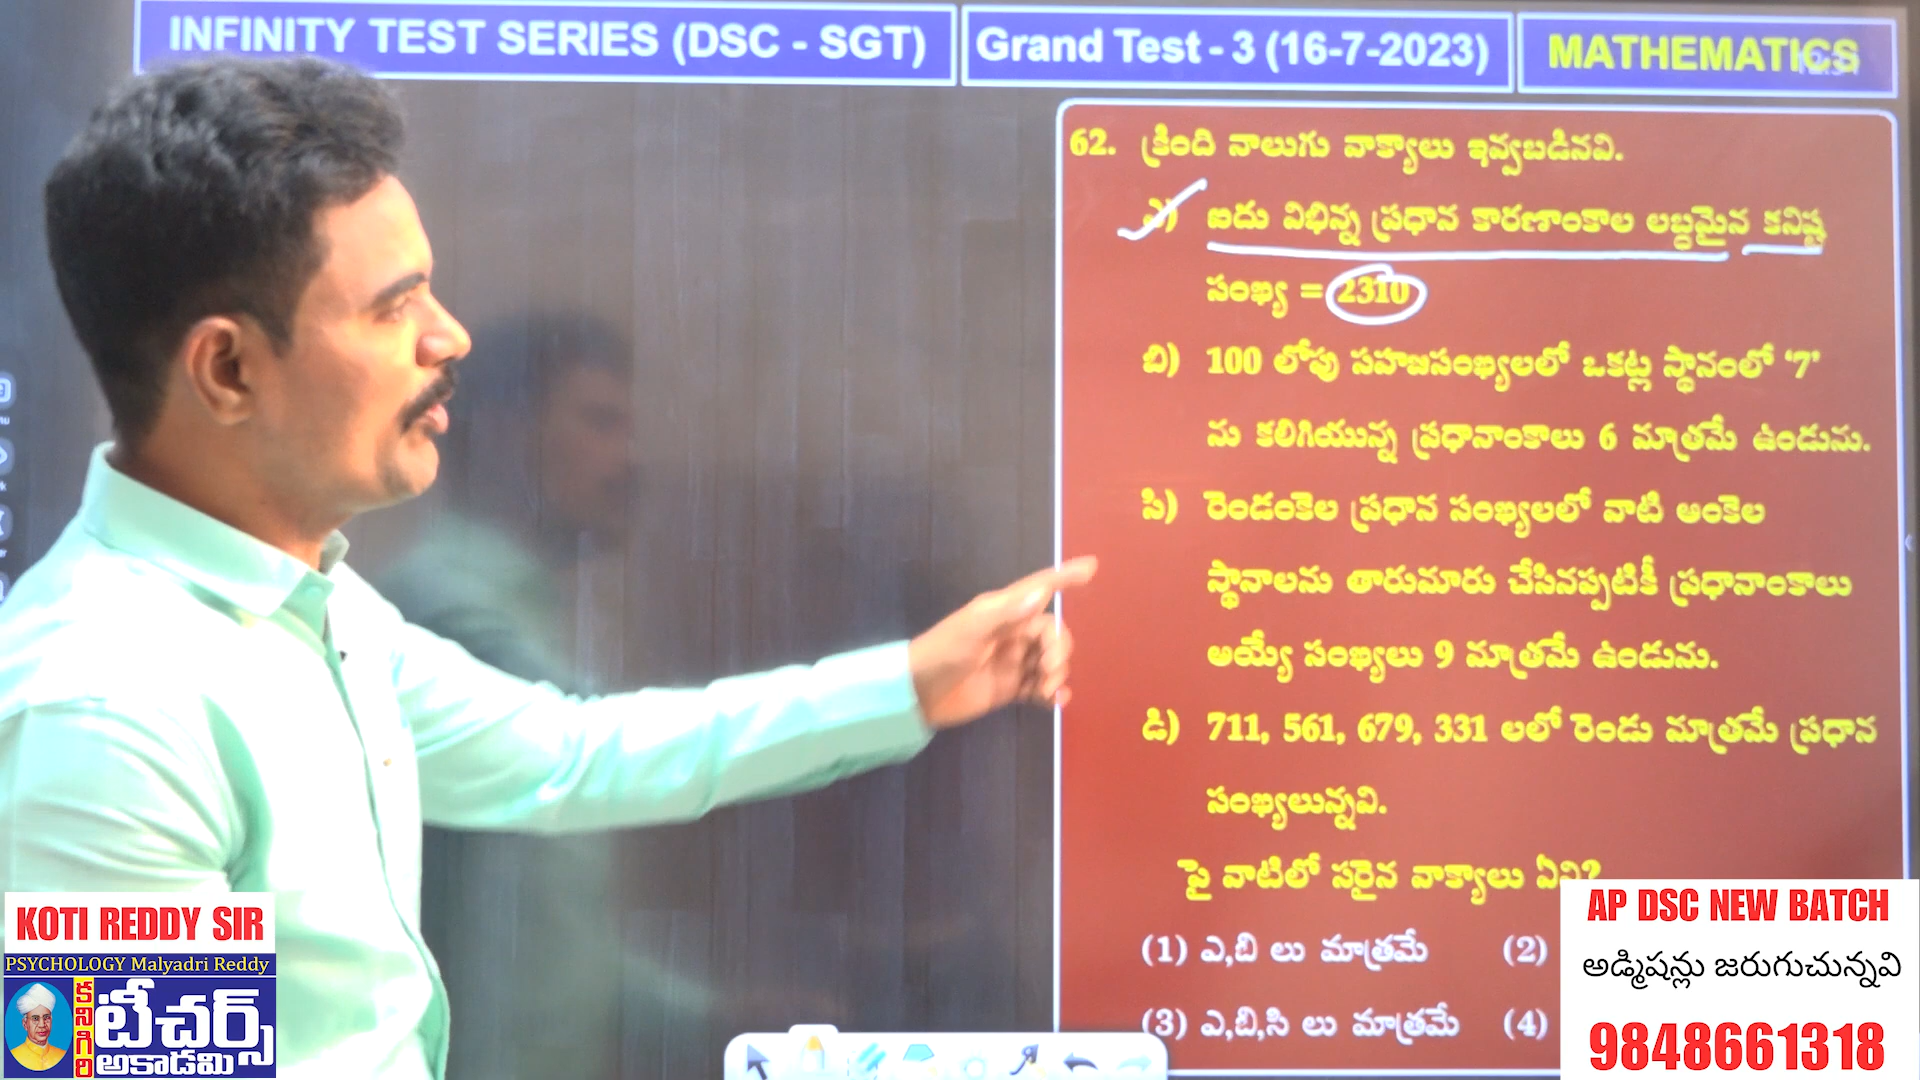 INFINITY TEST SERIES (DSC - SGT)
Grand Test - 3 (16-7-2023)
MATHEMATICS
62. క్రింది నాలుగు వాక్యాలు ఇవ్వబడినవి.
ఎ) ఐదు విభిన్న ప్రధాన కారణాంకాల లబ్ధమైన కనిష్ట
సంఖ్య = 2310
బి) 100 లోపు సహజసంఖ్యలలో ఒకట్ల స్థానంలో '7'
ను కలిగియున్న ప్రధానాంకాలు 6 మాత్రమే ఉండును.
సి) రెండంకెల ప్రధాన సంఖ్యలలో వాటి అంకెల
స్థానాలను తారుమారు చేసినప్పటికీ ప్రధానాంకాలు
అయ్యే సంఖ్యలు 9 మాత్రమే ఉండును.
డి) 711, 561, 679, 331 లలో రెండు మాత్రమే ప్రధాన
సంఖ్యలున్నవి.
పై వాటిలో సరైన వాక్యాలు ఏవి?
(1) ఎ,బి లు మాత్రమే (2)
(3) ఎ,బి,సి లు మాత్రమే (4)
KOTI REDDY SIR
PSYCHOLOGY Malyadri Reddy
కనిగిరి
టీచర్స్
అకాడమి
AP DSC NEW BATCH
అడ్మిషన్లు జరుగుచున్నవి
9848661318